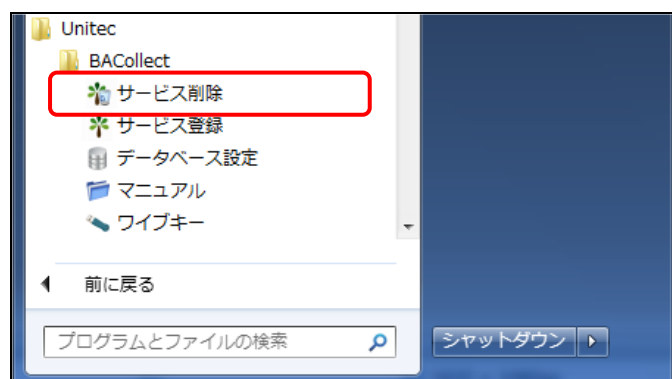 Unitec
BACollect
サービス削除
サービス登録
データベース設定
マニュアル
ワイプキー
前に戻る
プログラムとファイルの検索
シャットダウン